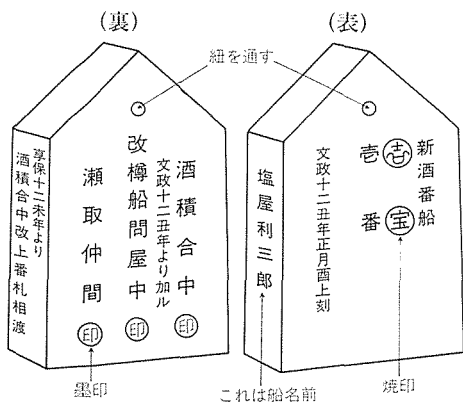 (裏)
(表)
紐を通す
新酒番船
壱番
宝
文政十二丑年正月酉上刻
塩屋利三郎
酒積合中 印
文政十二丑年より加ル
改樽船問屋中 印
瀬取仲間 印
享保十二未年より
酒積合中改上番札相渡
墨印
これは船名前
焼印